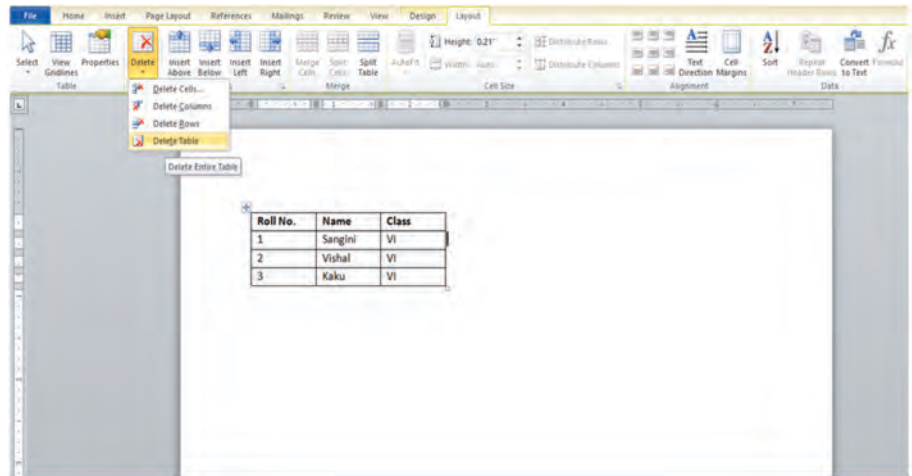 File Home Insert Page Layout References Mailings Review View Design Layout
Select View Gridlines Properties Delete Insert Above Insert Below Insert Left Insert Right Merge Cells Split Cells Split Table AutoFit Height: 0.21" Width: Auto Distribute Rows Distribute Columns Text Direction Cell Margins Sort Repeat Header Rows Convert to Text Formula
Table Merge Cell Size Alignment Data
Delete Cells...
Delete Columns
Delete Rows
Delete Table
Delete Entire Table
Roll No. Name Class
1 Sangini VI
2 Vishal VI
3 Kaku VI